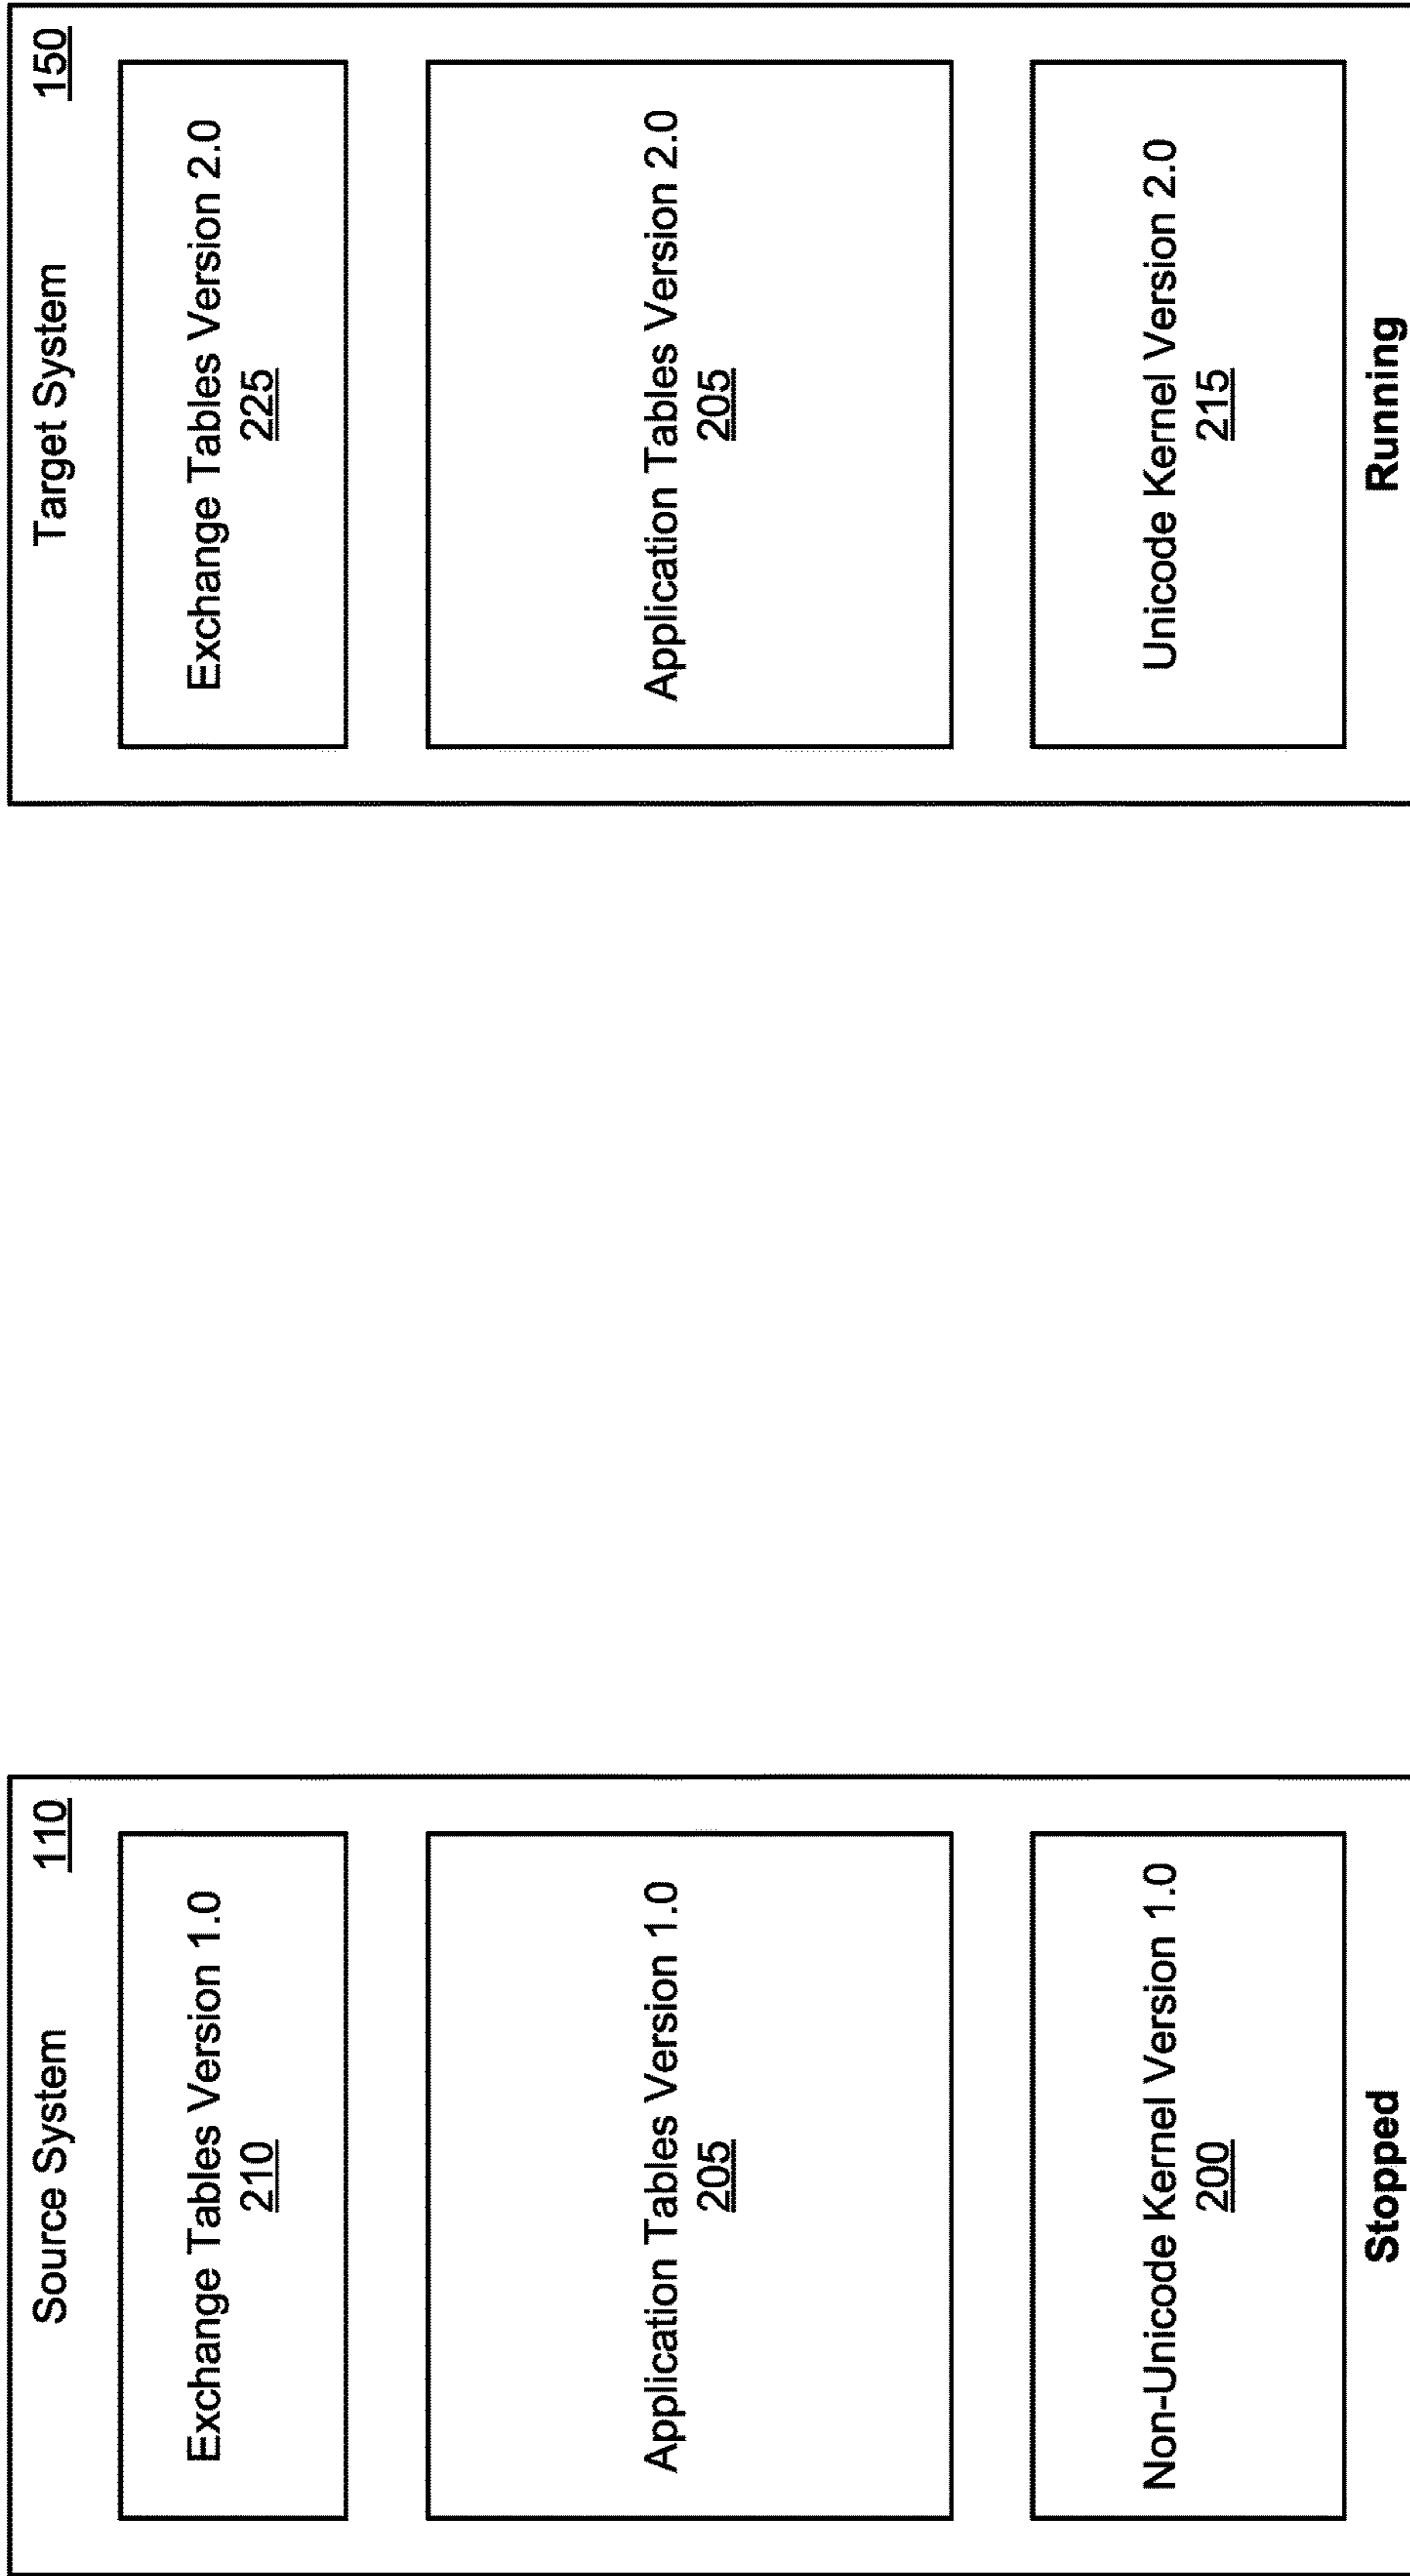 Source System
110
Exchange Tables Version 1.0
210
Application Tables Version 1.0
205
Non-Unicode Kernel Version 1.0
200
Stopped
Target System
150
Exchange Tables Version 2.0
225
Application Tables Version 2.0
205
Unicode Kernel Version 2.0
215
Running